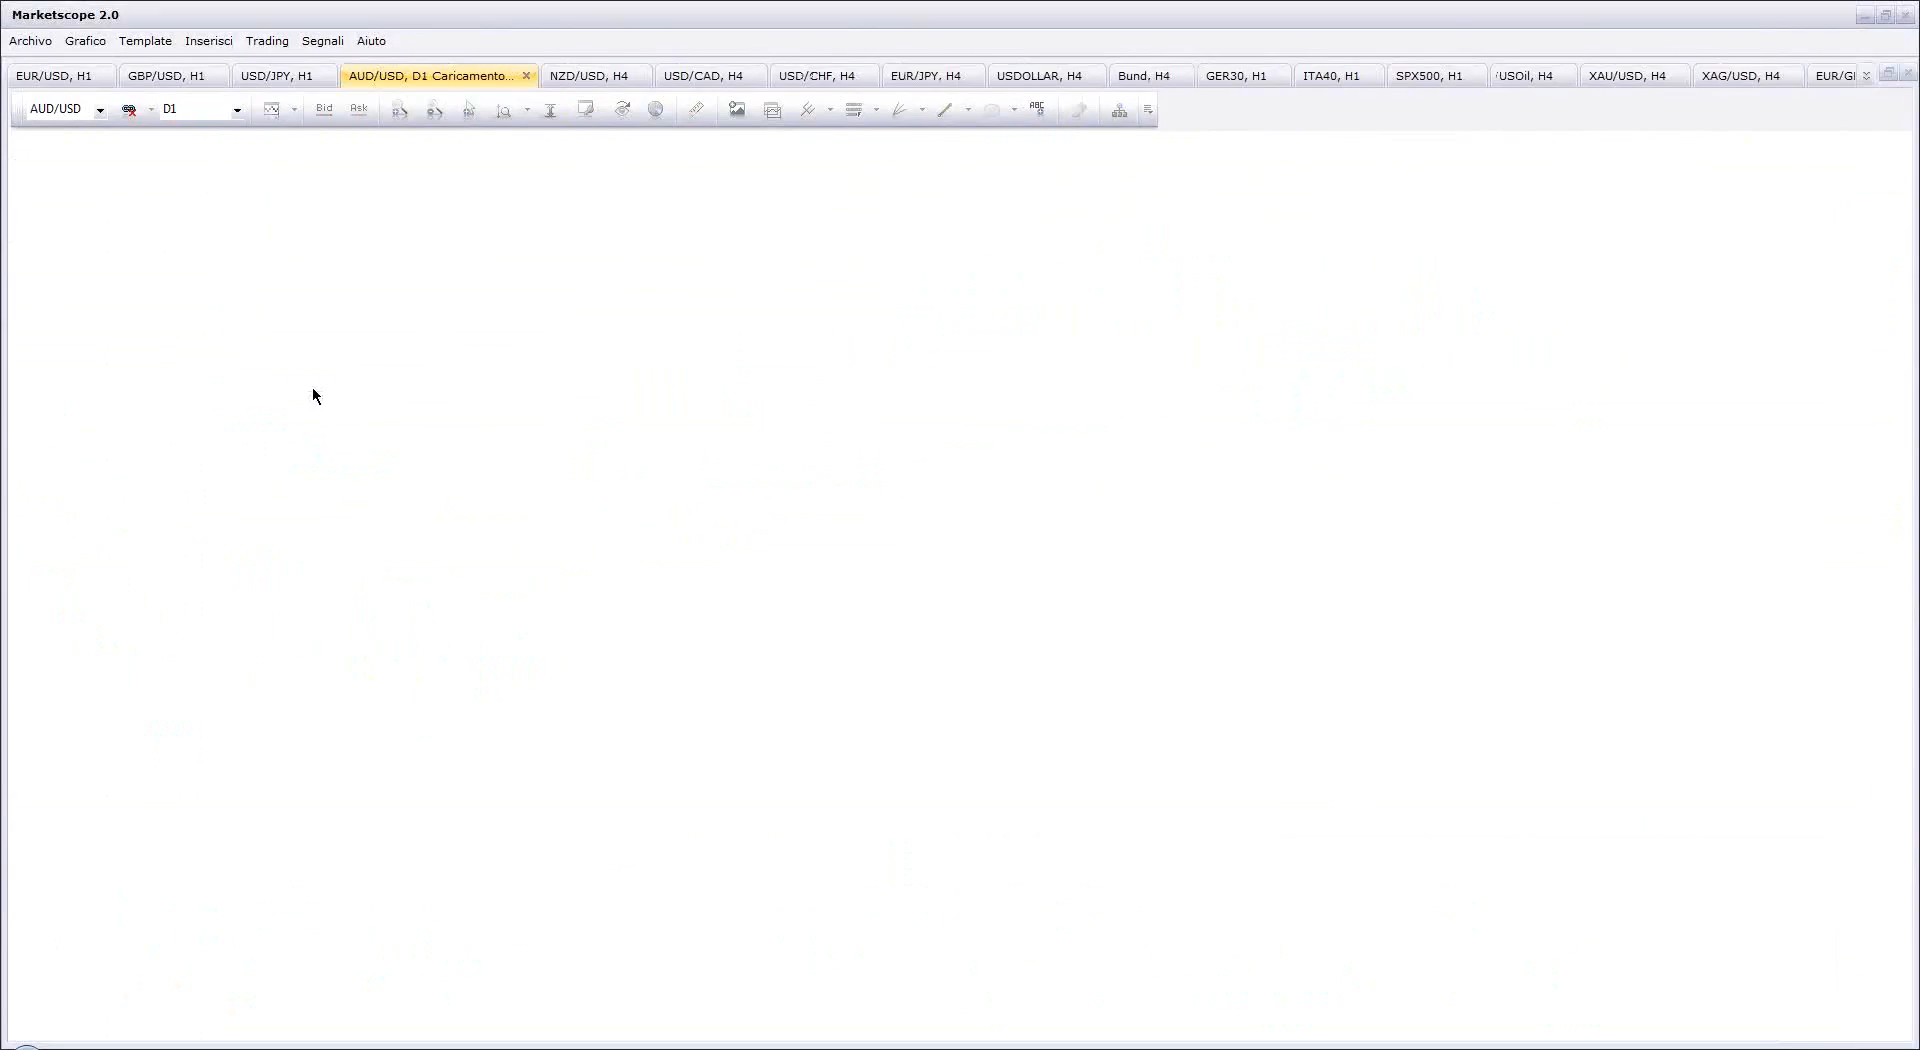 Marketscope 2.0
Archivo Grafico Template Inserisci Trading Segnali Aiuto
EUR/USD, H1 GBP/USD, H1 USD/JPY, H1 AUD/USD, D1 Caricamento... NZD/USD, H4 USD/CAD, H4 USD/CHF, H4 EUR/JPY, H4 USDOLLAR, H4 Bund, H4 GER30, H1 ITA40, H1 SPX500, H1 USOil, H4 XAU/USD, H4 XAG/USD, H4 EUR/G
AUD/USD D1 Bid Ask ABC